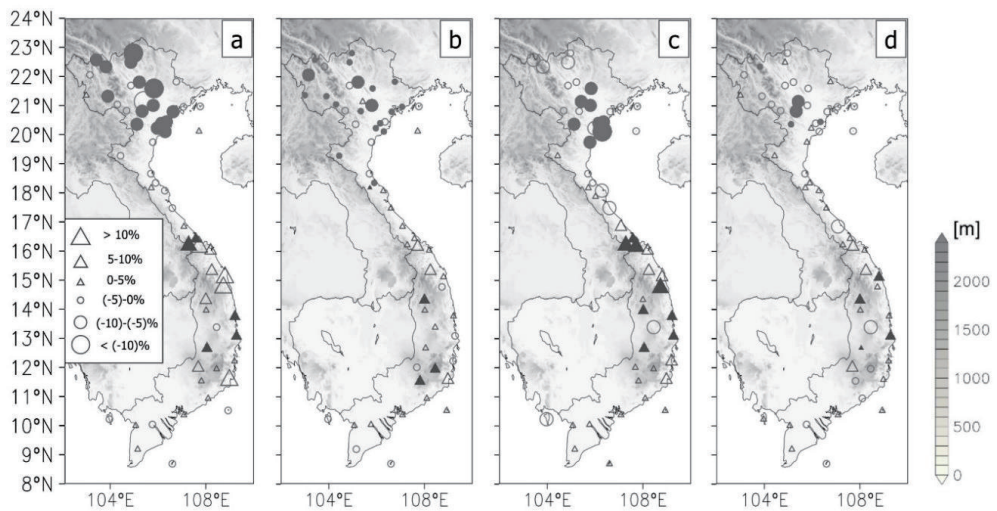 24°N
23°N
22°N
21°N
20°N
19°N
18°N
17°N
16°N
15°N
14°N
13°N
12°N
11°N
10°N
9°N
8°N
a
b
c
d
> 10%
5-10%
0-5%
(-5)-0%
(-10)-(-5)%
< (-10)%
104°E 108°E 104°E 108°E 104°E 108°E 104°E 108°E
[m]
2000
1500
1000
500
0